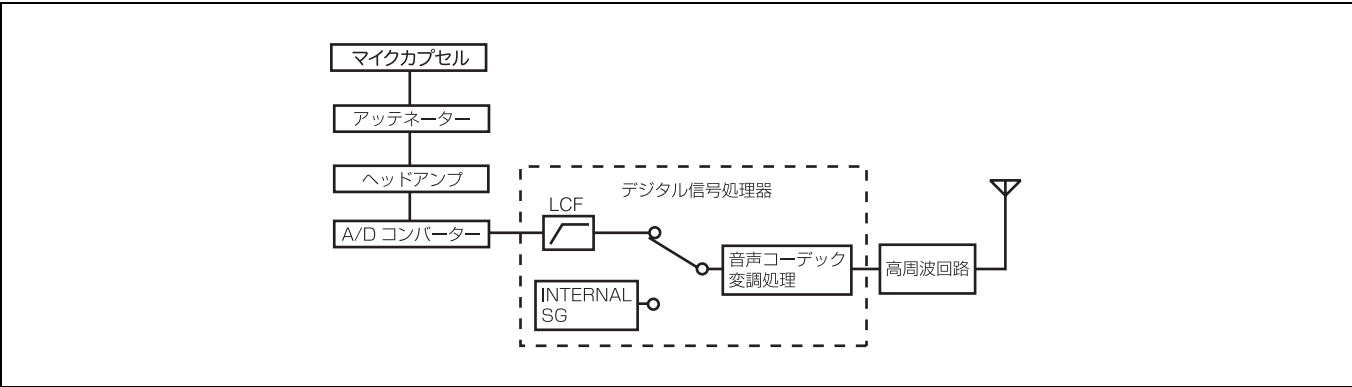 マイクカプセル
アッテネーター
ヘッドアンプ
A/D コンバーター
デジタル信号処理器
LCF
INTERNAL
SG
音声コーデック
変調処理
高周波回路